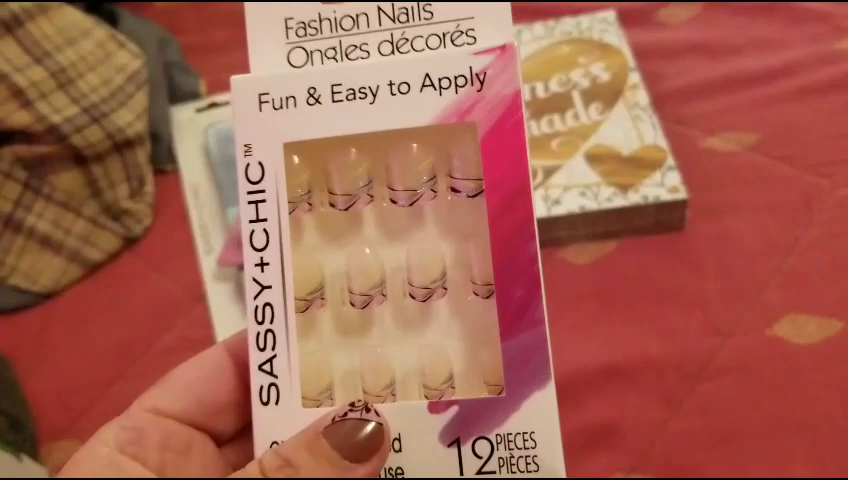 Fashion Nails
Ongles décorés
Fun & Easy to Apply
SASSY+CHIC™
12 PIECES
PIÈCES